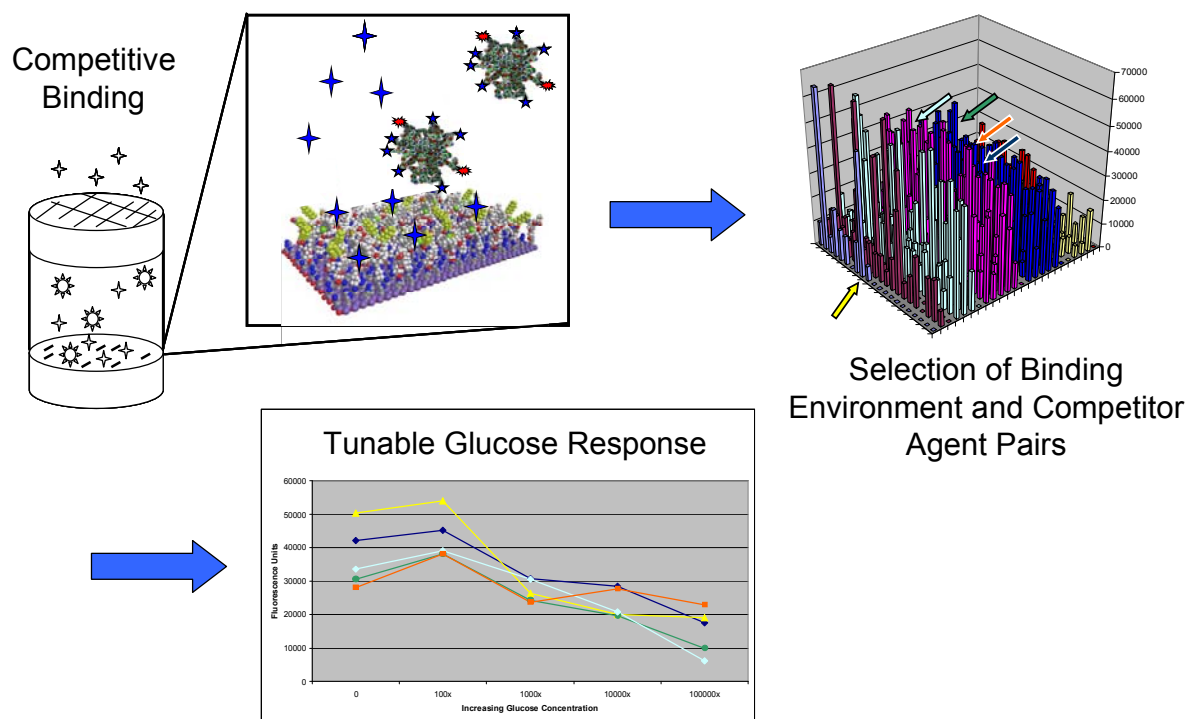 Competitive
Binding
70000
60000
50000
40000
30000
20000
10000
0
Selection of Binding
Environment and Competitor
Agent Pairs
Tunable Glucose Response
60000
50000
40000
30000
20000
10000
0
Fluorescence Units
0 100x 1000x 10000x 100000x
Increasing Glucose Concentration